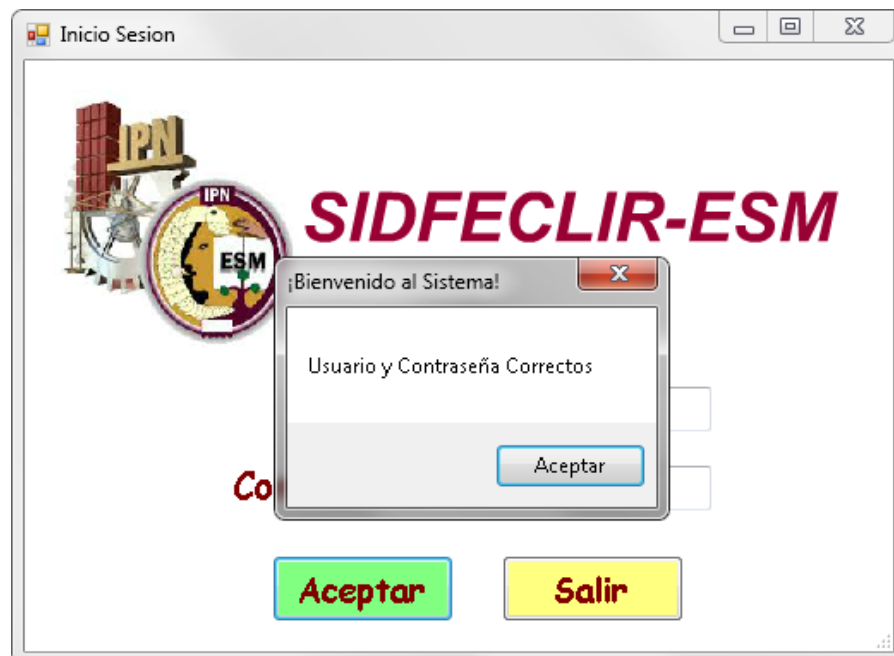 Inicio Sesion
IPN
IPN
ESM
SIDFECLIR-ESM
¡Bienvenido al Sistema!
Usuario y Contraseña Correctos
Aceptar
Co
Aceptar
Salir